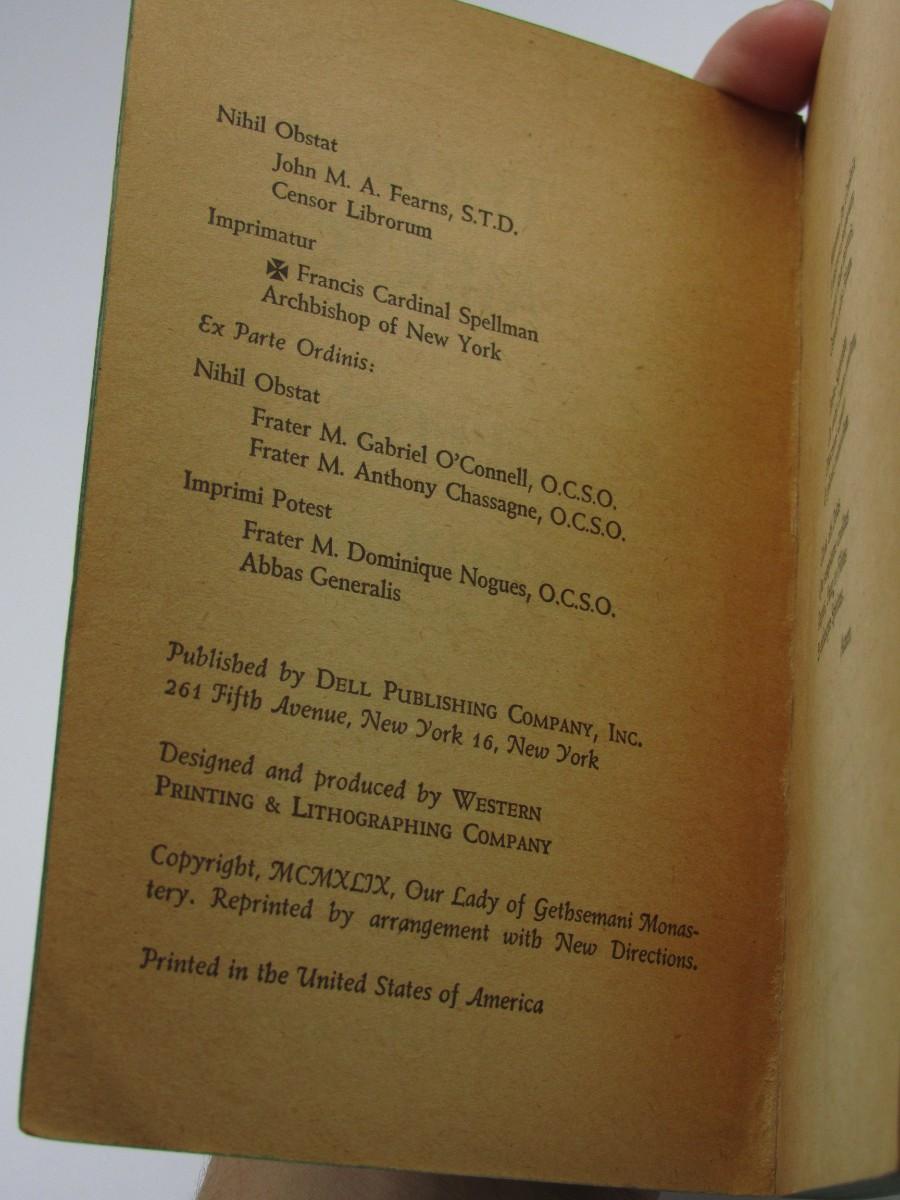 Nihil Obstat
John M. A. Fearns, S.T.D.
Censor Librorum
Imprimatur
✠ Francis Cardinal Spellman
Archbishop of New York
Ex Parte Ordinis:
Nihil Obstat
Frater M. Gabriel O'Connell, O.C.S.O.
Frater M. Anthony Chassagne, O.C.S.O.
Imprimi Potest
Frater M. Dominique Nogues, O.C.S.O.
Abbas Generalis
Published by DELL PUBLISHING COMPANY, INC.
261 Fifth Avenue, New York 16, New York
Designed and produced by WESTERN
PRINTING & LITHOGRAPHING COMPANY
Copyright, MCMXLIX, Our Lady of Gethsemani Monas-
tery. Reprinted by arrangement with New Directions.
Printed in the United States of America